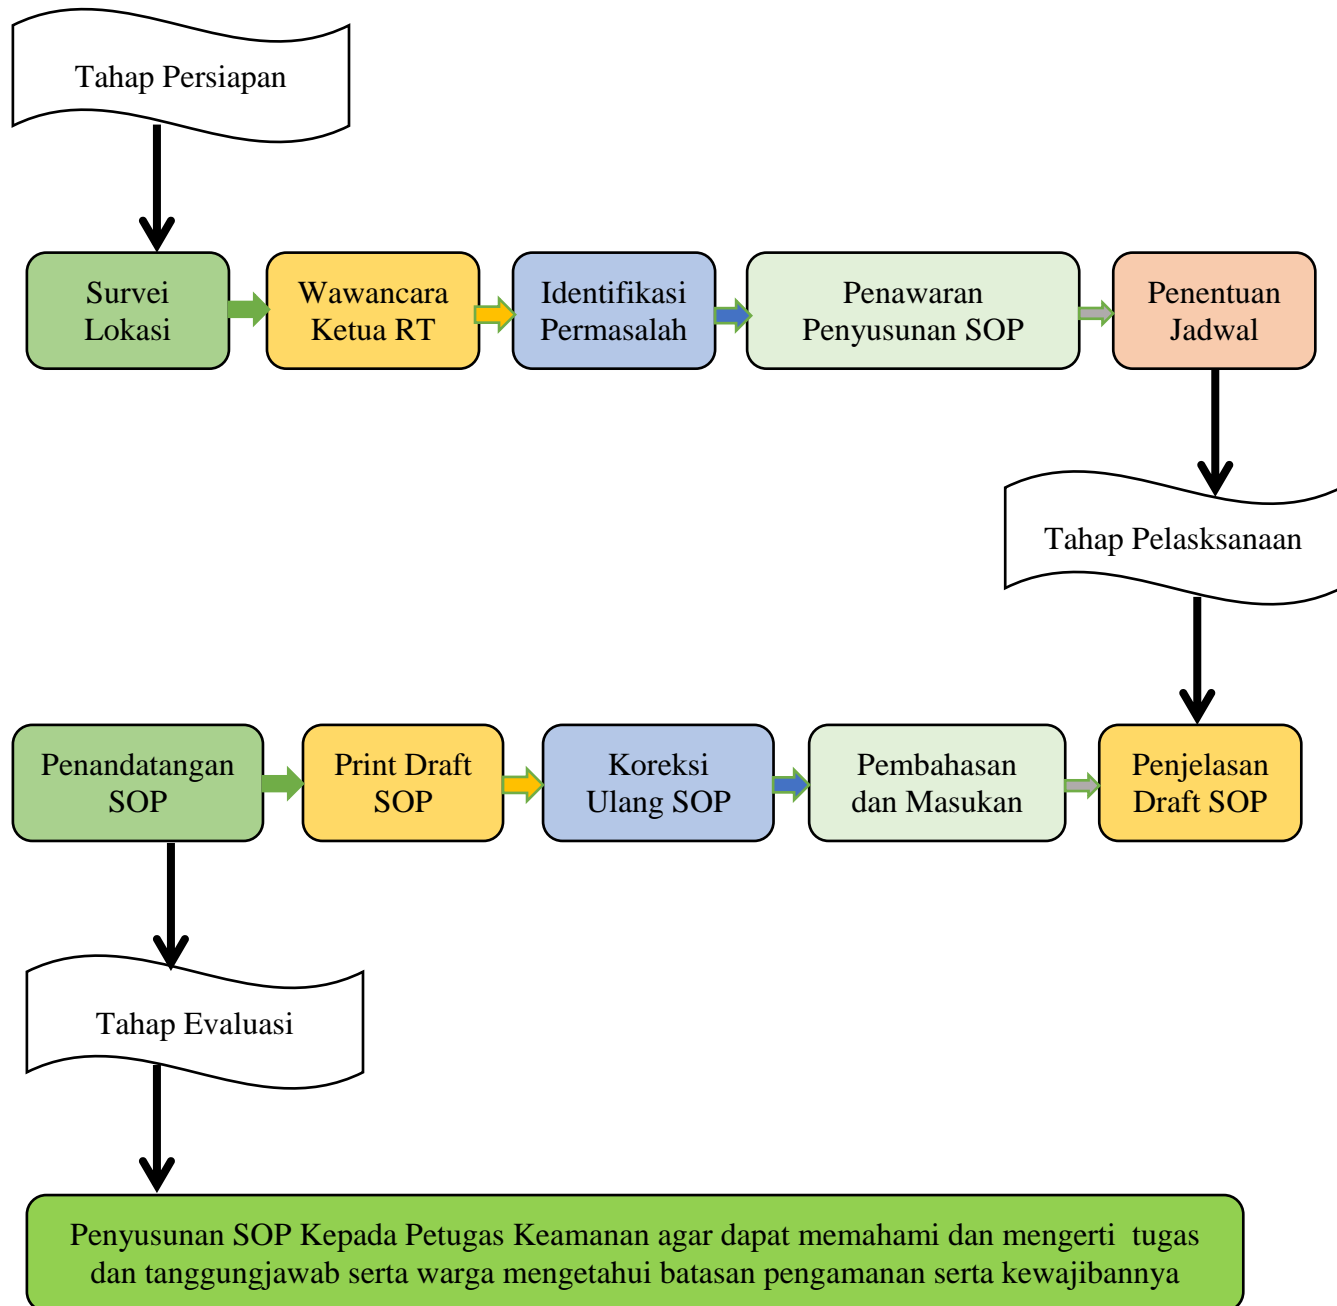 Tahap Persiapan
Survei
Lokasi
Wawancara
Ketua RT
Identifikasi
Permasalah
Penawaran
Penyusunan SOP
Penentuan
Jadwal
Tahap Pelasksanaan
Penandatangan
SOP
Print Draft
SOP
Koreksi
Ulang SOP
Pembahasan
dan Masukan
Penjelasan
Draft SOP
Tahap Evaluasi
Penyusunan SOP Kepada Petugas Keamanan agar dapat memahami dan mengerti  tugas
dan tanggungjawab serta warga mengetahui batasan pengamanan serta kewajibannya